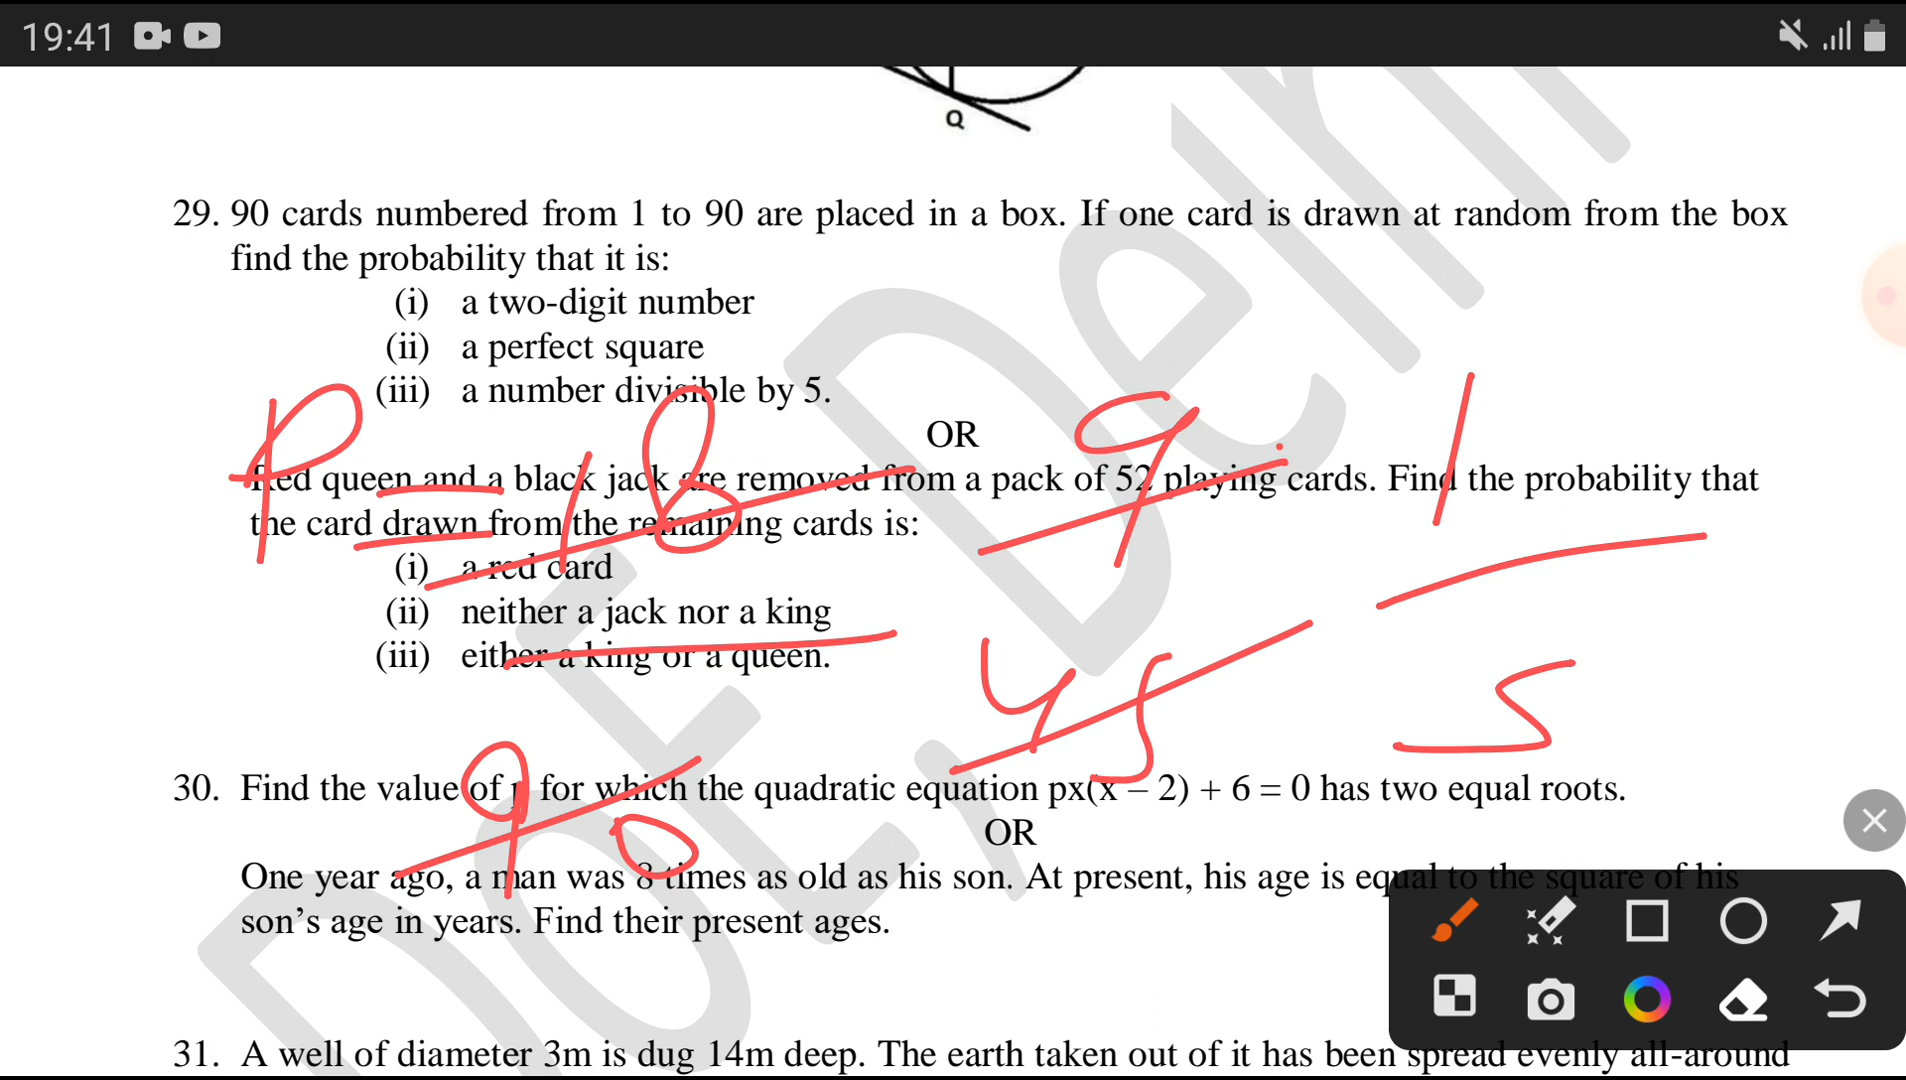 19:41
Q
29. 90 cards numbered from 1 to 90 are placed in a box. If one card is drawn at random from the box
find the probability that it is:
(i) a two-digit number
(ii) a perfect square
(iii) a number divisible by 5.
OR
Red queen and a black jack are removed from a pack of 52 playing cards. Find the probability that
the card drawn from the remaining cards is:
(i) a red card
(ii) neither a jack nor a king
(iii) either a king or a queen.
P = 18 9 1
90 45 5
30. Find the value of p for which the quadratic equation px(x – 2) + 6 = 0 has two equal roots.
OR
One year ago, a man was 8 times as old as his son. At present, his age is equal to the square of his
son’s age in years. Find their present ages.
31. A well of diameter 3m is dug 14m deep. The earth taken out of it has been spread evenly all-around
DoE, Delhi